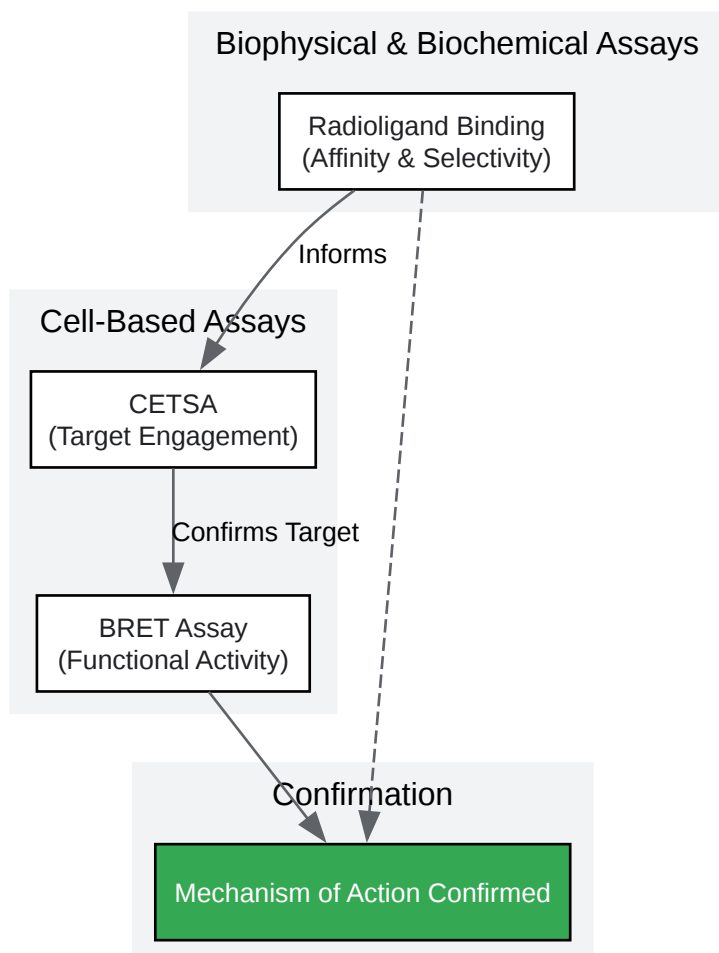 Biophysical & Biochemical Assays
Radioligand Binding
(Affinity & Selectivity)
Informs
Cell-Based Assays
CETSA
(Target Engagement)
Confirms Target
BRET Assay
(Functional Activity)
Confirmation
Mechanism of Action Confirmed